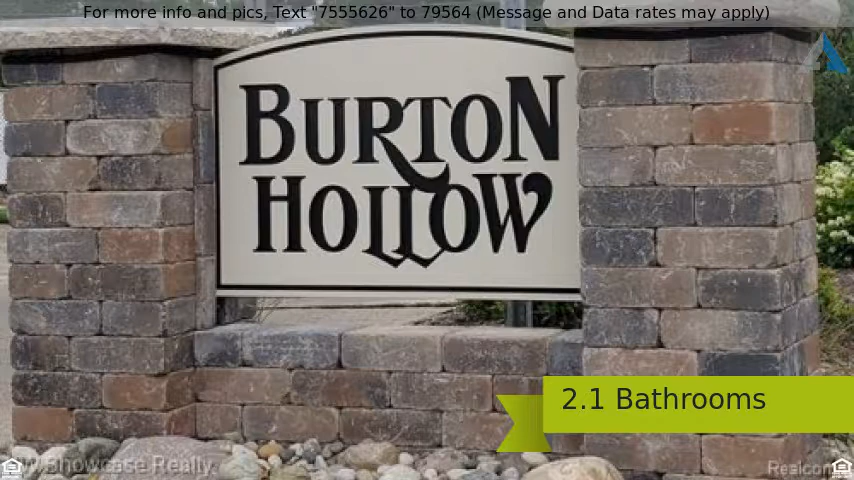 For more info and pics, Text "7555626" to 79564 (Message and Data rates may apply)
BURTON
HOLLOW
2.1 Bathrooms
Showcase Realty
Realcom